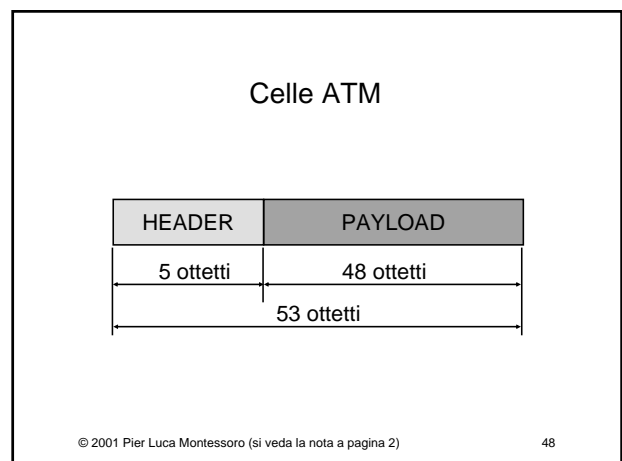 Celle ATM
HEADER PAYLOAD
5 ottetti 48 ottetti
53 ottetti
© 2001 Pier Luca Montessoro (si veda la nota a pagina 2) 48